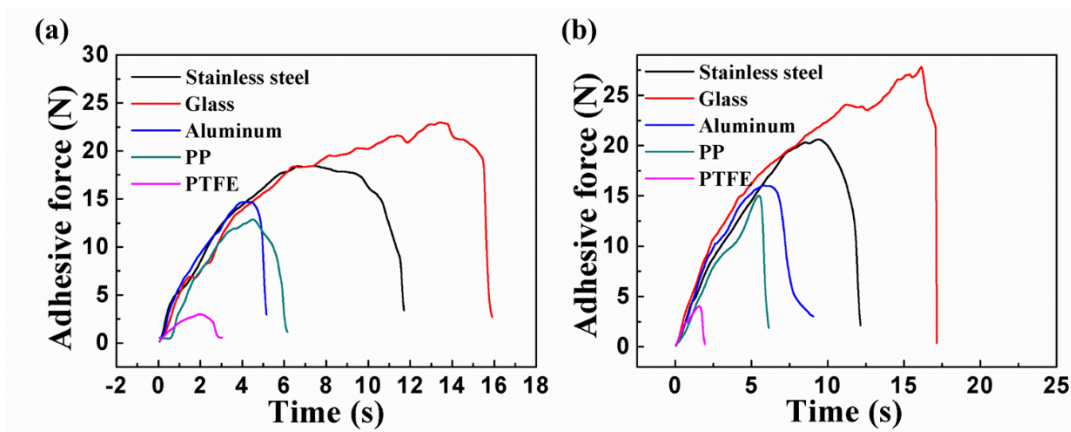 (a)
30
25
20
15
10
5
0
Adhesive force (N)
Stainless steel
Glass
Aluminum
PP
PTFE
-2 0 2 4 6 8 10 12 14 16 18
Time (s)
(b)
25
20
15
10
5
0
Adhesive force (N)
Stainless steel
Glass
Aluminum
PP
PTFE
0 5 10 15 20 25
Time (s)